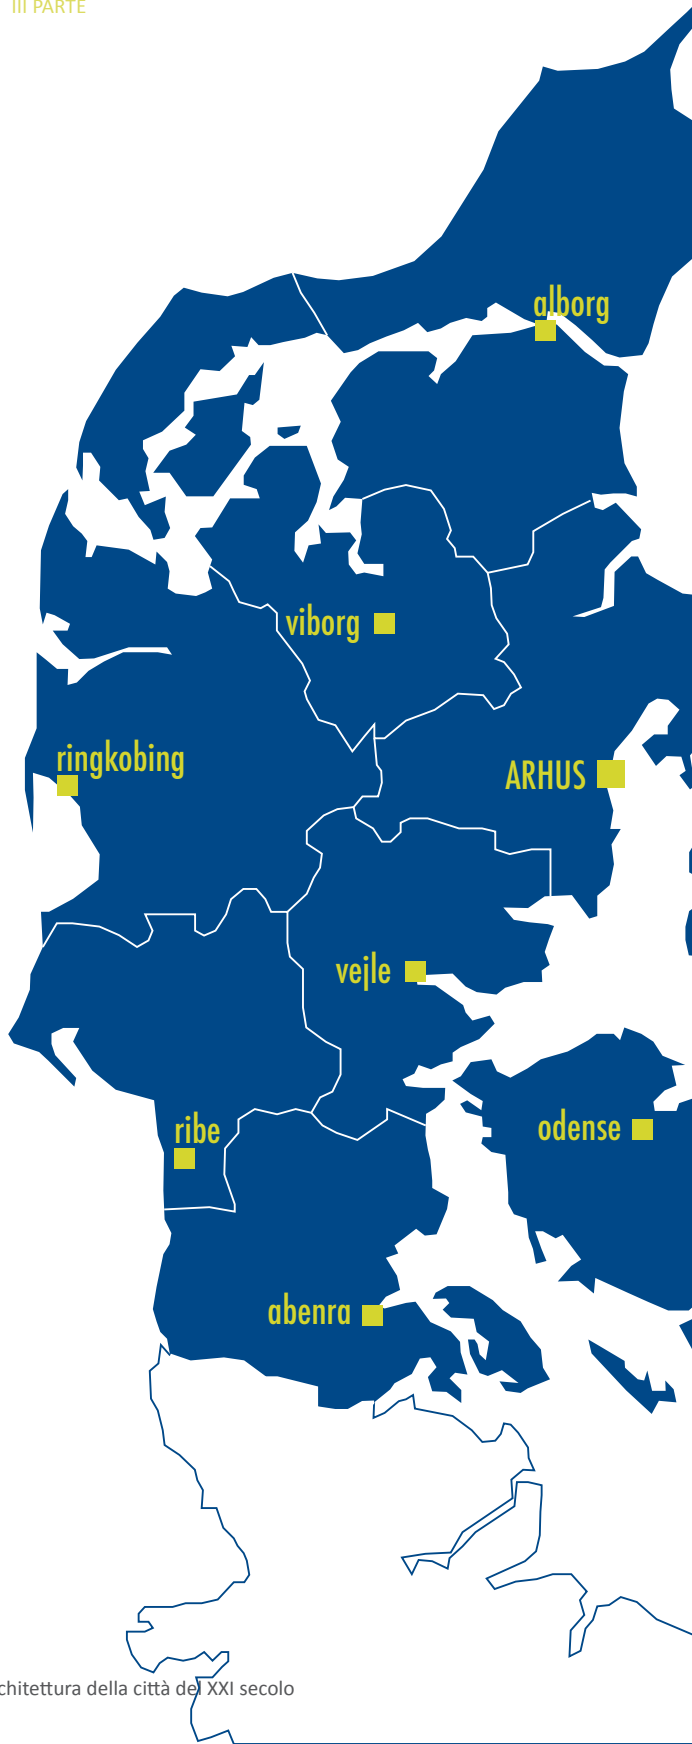 III PARTE
alborg
viborg
ringkobing
ARHUS
vejle
ribe
odense
abenra
chitettura della città del XXI secolo